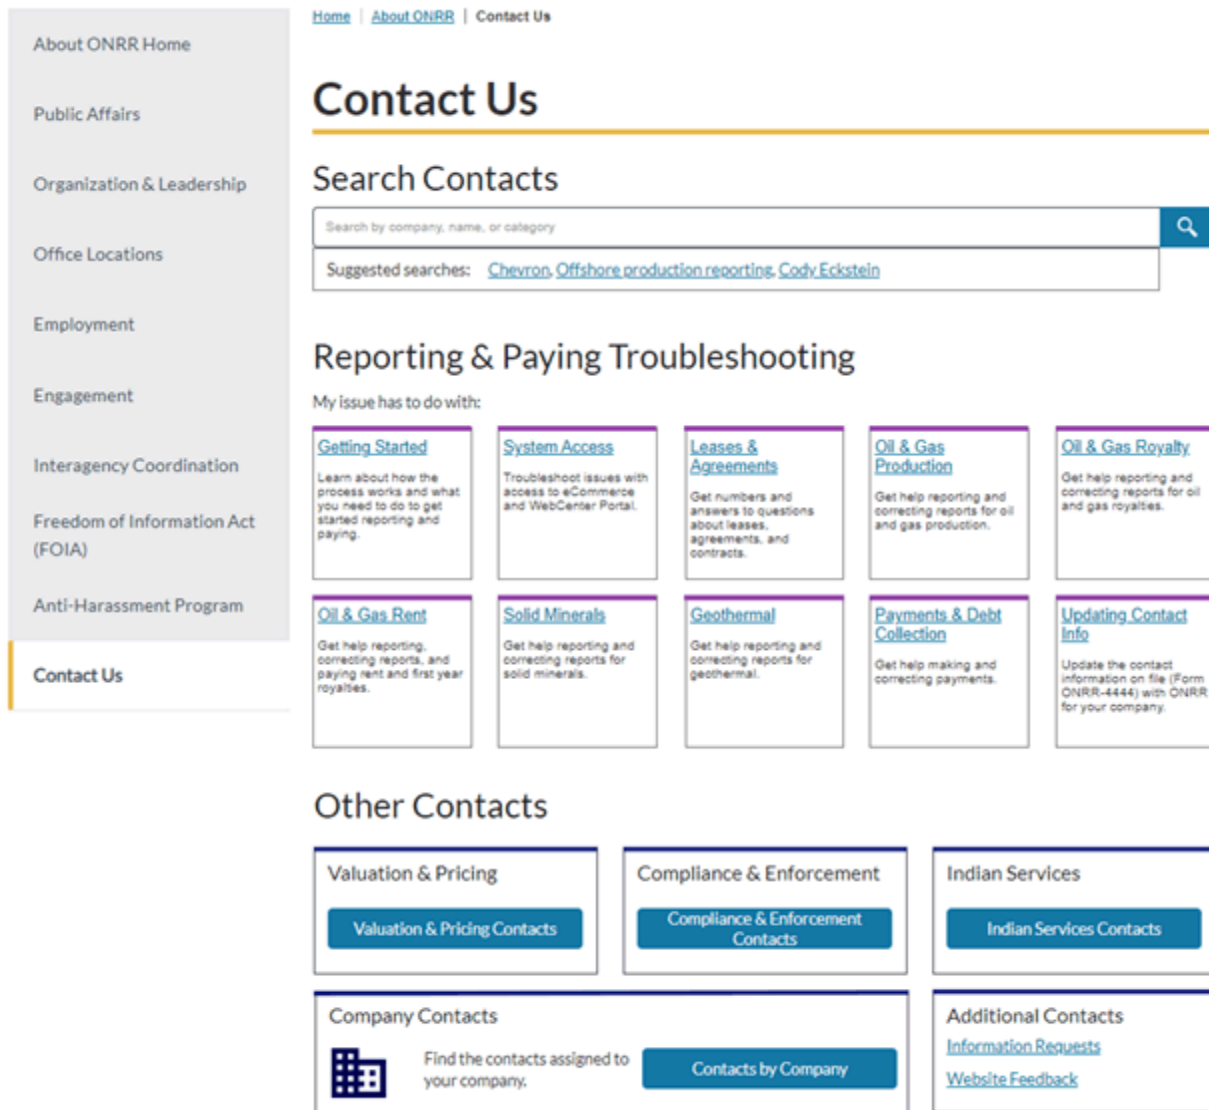 Home | About ONRR | Contact Us
About ONRR Home
Public Affairs
Organization & Leadership
Office Locations
Employment
Engagement
Interagency Coordination
Freedom of Information Act
(FOIA)
Anti-Harassment Program
Contact Us
Contact Us
Search Contacts
Search by company, name, or category
Suggested searches: Chevron, Offshore production reporting, Cody Eckstein
Reporting & Paying Troubleshooting
My issue has to do with:
Getting Started
Learn about how the
process works and what
you need to do to get
started reporting and
paying.
System Access
Troubleshoot issues with
access to eCommerce
and WebCenter Portal.
Leases &
Agreements
Get numbers and
answers to questions
about leases,
agreements, and
contracts.
Oil & Gas
Production
Get help reporting and
correcting reports for oil
and gas production.
Oil & Gas Royalty
Get help reporting and
correcting reports for oil
and gas royalties.
Oil & Gas Rent
Get help reporting,
correcting reports, and
paying rent and first year
royalties.
Solid Minerals
Get help reporting and
correcting reports for
solid minerals.
Geothermal
Get help reporting and
correcting reports for
geothermal.
Payments & Debt
Collection
Get help making and
correcting payments.
Updating Contact
Info
Update the contact
information on file (Form
ONRR-4444) with ONRR
for your company.
Other Contacts
Valuation & Pricing
Valuation & Pricing Contacts
Compliance & Enforcement
Compliance & Enforcement
Contacts
Indian Services
Indian Services Contacts
Company Contacts
Find the contacts assigned to
your company.
Contacts by Company
Additional Contacts
Information Requests
Website Feedback